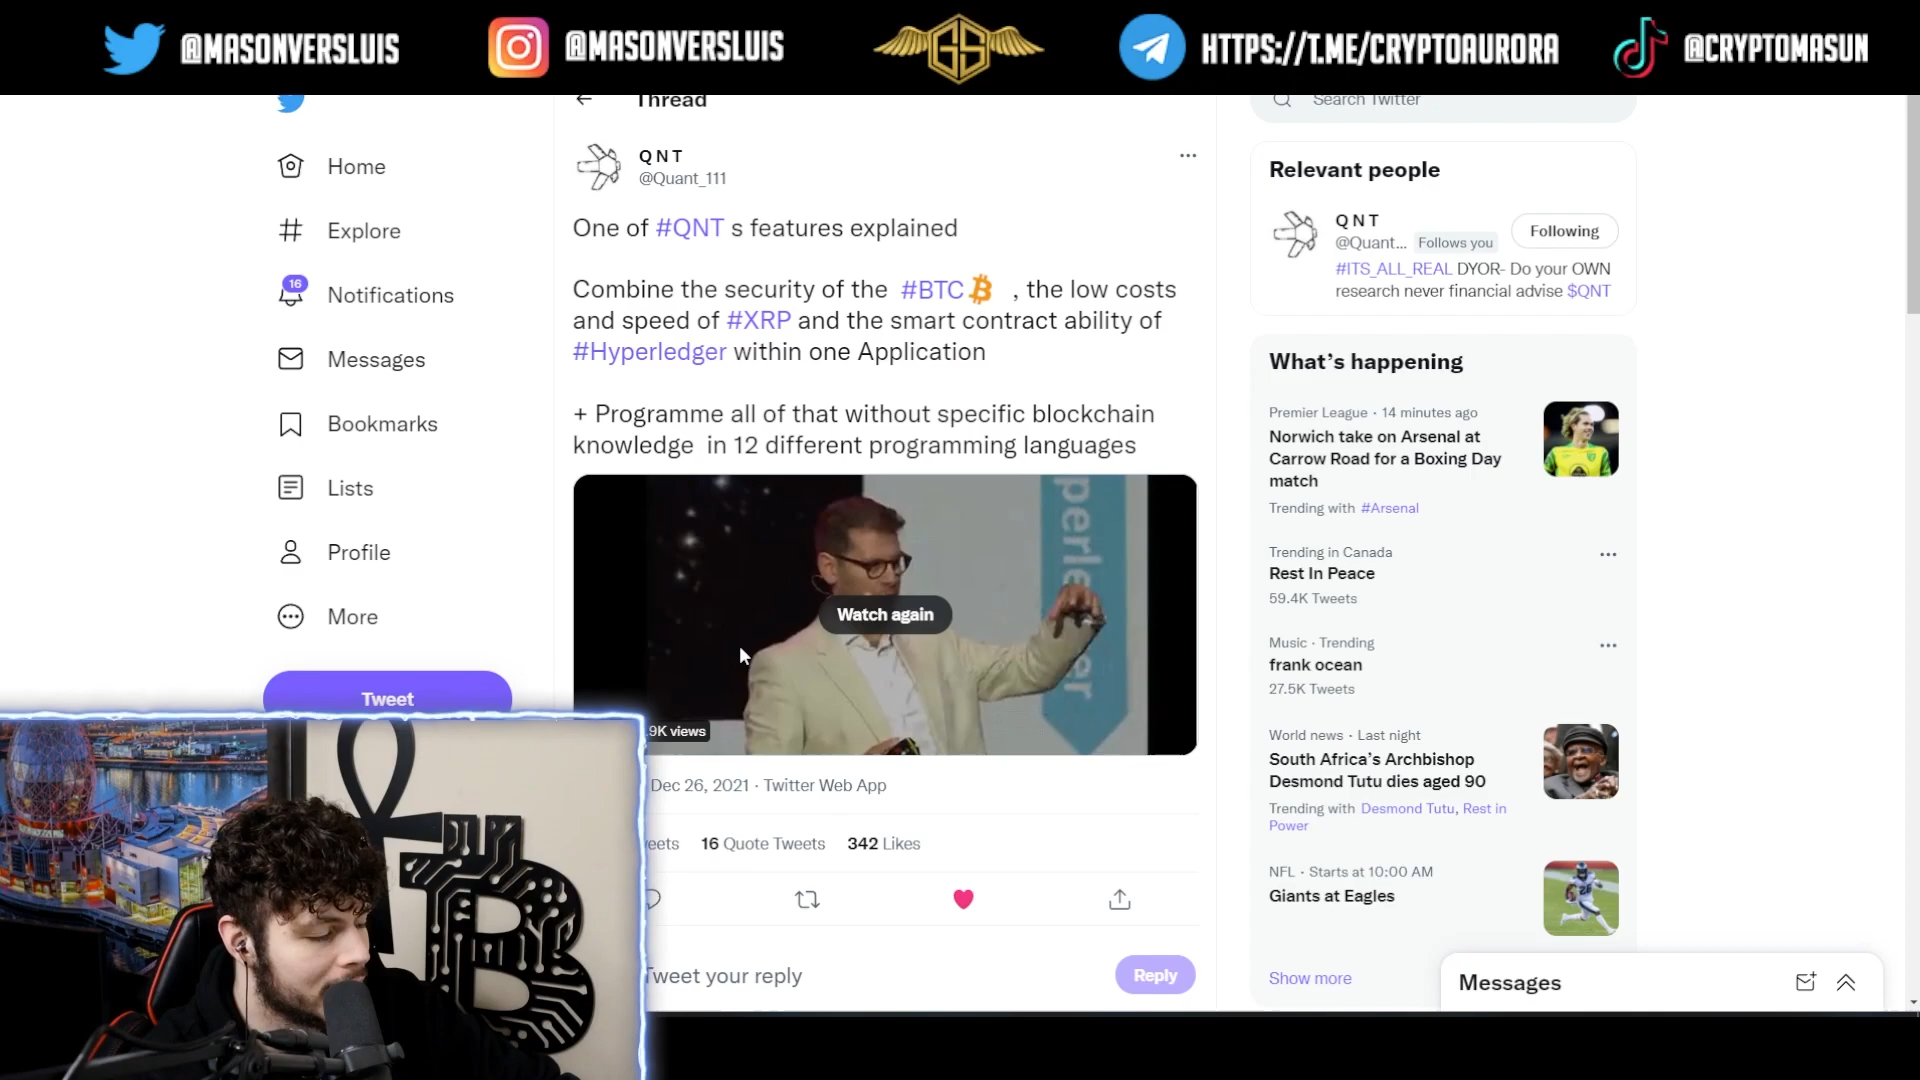 @MASONVERSLUIS
@MASONVERSLUIS
GS
HTTPS://T.ME/CRYPTOAURORA
@CRYPTOMASUN
Thread
Search Twitter
Home
Explore
16
Notifications
Messages
Bookmarks
Lists
Profile
More
Tweet
Q N T
@Quant_111
One of #QNT s features explained
Combine the security of the #BTC , the low costs
and speed of #XRP and the smart contract ability of
#Hyperledger within one Application
+ Programme all of that without specific blockchain
knowledge in 12 different programming languages
perledger
Watch again
.9K views
Dec 26, 2021 · Twitter Web App
16 Quote Tweets 342 Likes
Tweet your reply
Reply
Relevant people
Q N T
@Quant... Follows you
Following
#ITS_ALL_REAL DYOR- Do your OWN
research never financial advise $QNT
What's happening
Premier League · 14 minutes ago
Norwich take on Arsenal at
Carrow Road for a Boxing Day
match
Trending with #Arsenal
Trending in Canada
Rest In Peace
59.4K Tweets
Music · Trending
frank ocean
27.5K Tweets
World news · Last night
South Africa's Archbishop
Desmond Tutu dies aged 90
Trending with Desmond Tutu, Rest in
Power
NFL · Starts at 10:00 AM
Giants at Eagles
Show more
Messages